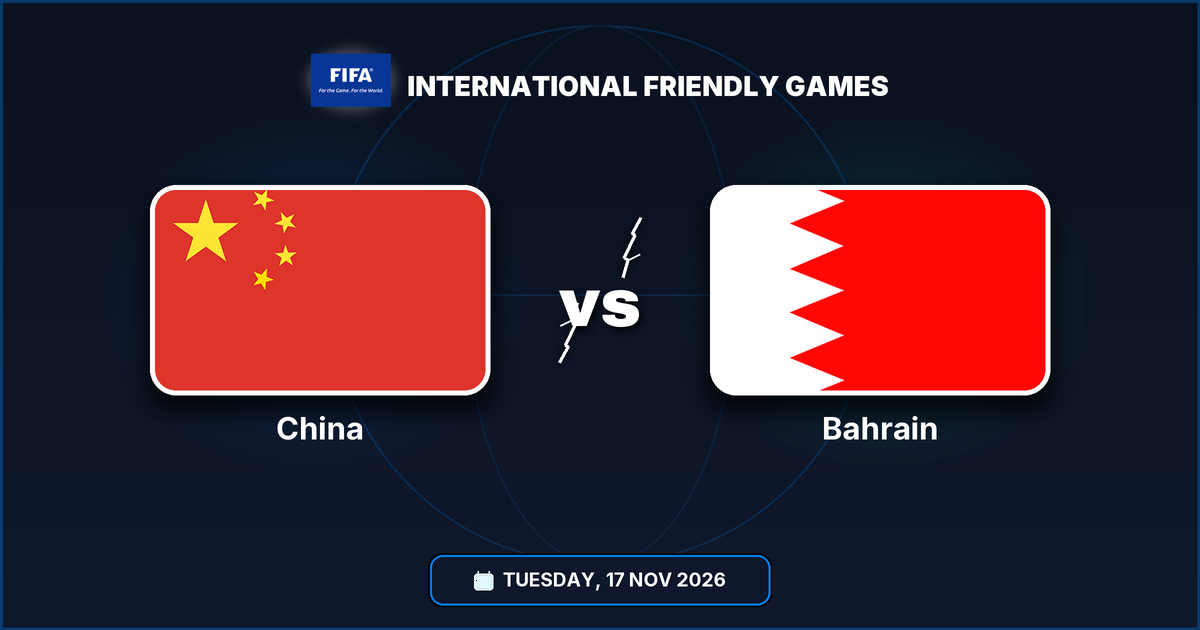 FIFA®
For the Game. For the World.
INTERNATIONAL FRIENDLY GAMES
vs
China
Bahrain
TUESDAY, 17 NOV 2026